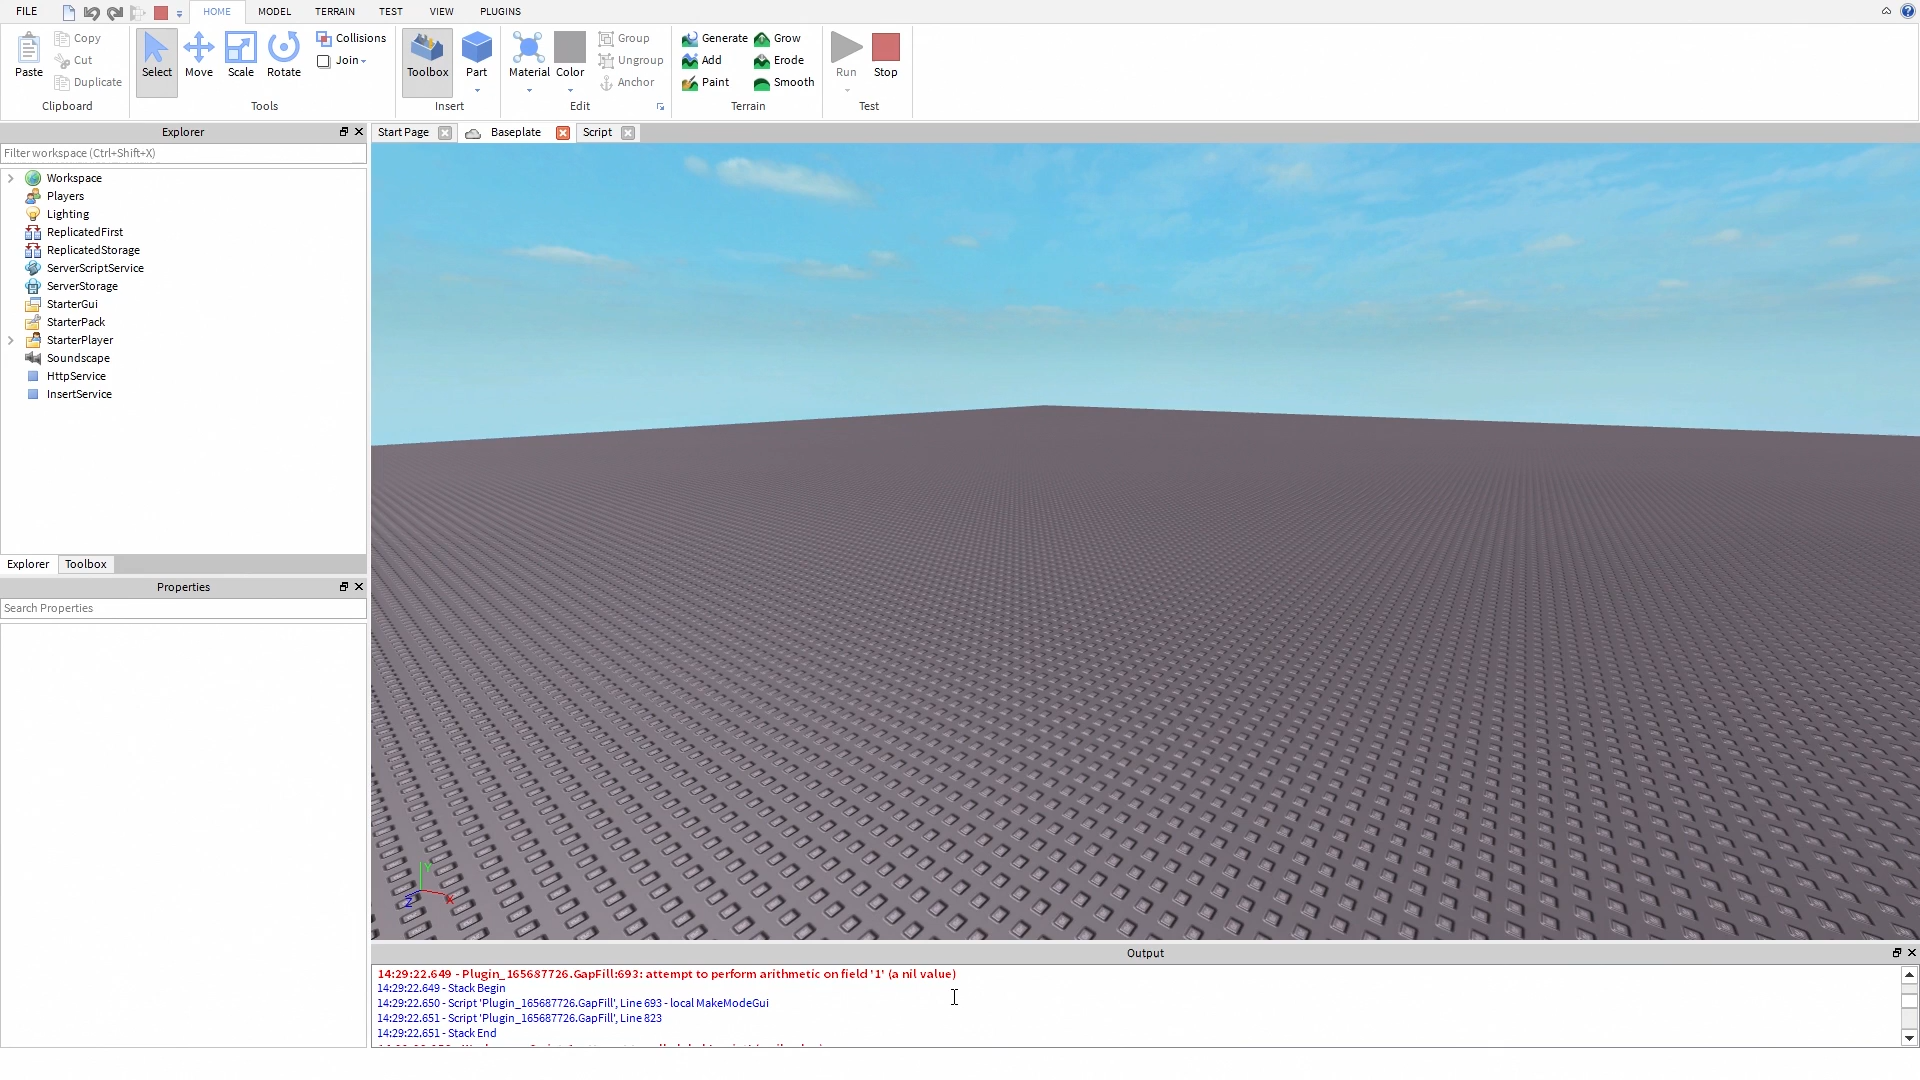 FILE HOME MODEL TERRAIN TEST VIEW PLUGINS
Paste
Copy
Cut
Duplicate
Clipboard
Select Move Scale Rotate
Collisions
Join
Tools
Toolbox Part
Insert
Material Color
Group
Ungroup
Anchor
Edit
Generate Grow
Add Erode
Paint Smooth
Terrain
Run Stop
Test
Explorer
Filter workspace (Ctrl+Shift+X)
Workspace
Players
Lighting
ReplicatedFirst
ReplicatedStorage
ServerScriptService
ServerStorage
StarterGui
StarterPack
StarterPlayer
Soundscape
HttpService
InsertService
Explorer Toolbox
Properties
Search Properties
Start Page Baseplate Script
Y
Z X
Output
14:29:22.649 - Plugin_165687726.GapFill:693: attempt to perform arithmetic on field '1' (a nil value)
14:29:22.649 - Stack Begin
14:29:22.650 - Script 'Plugin_165687726.GapFill', Line 693 - local MakeModeGui
14:29:22.651 - Script 'Plugin_165687726.GapFill', Line 823
14:29:22.651 - Stack End